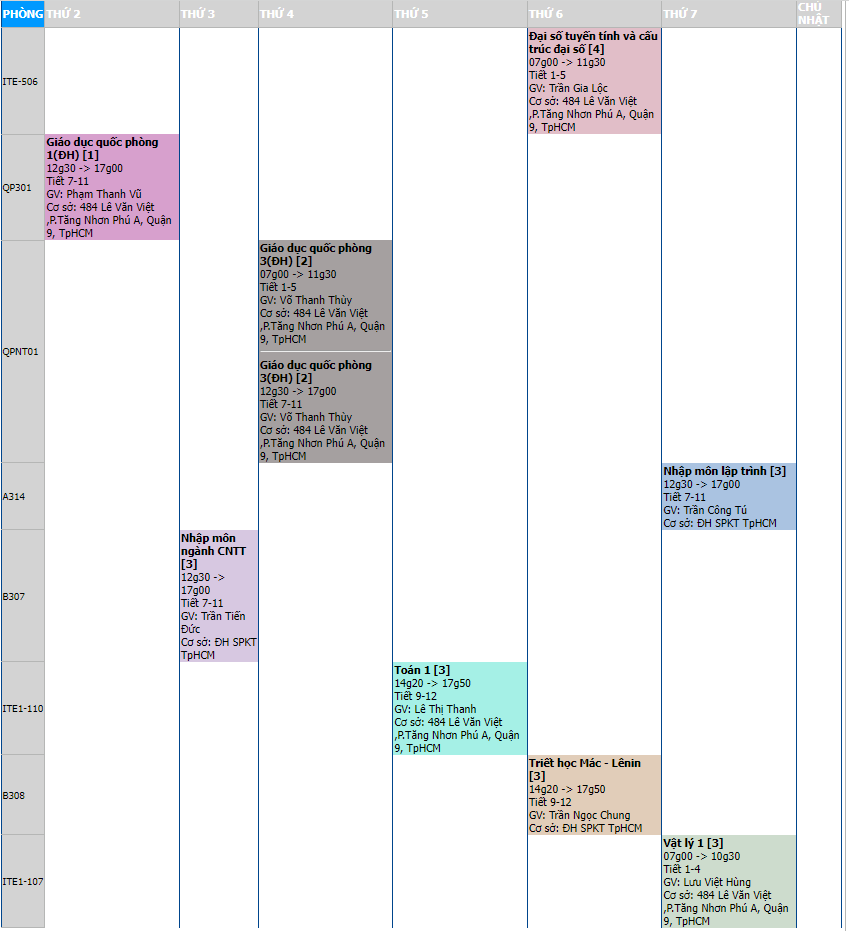 PHÒNG THỨ 2 THỨ 3 THỨ 4 THỨ 5 THỨ 6 THỨ 7 CHỦ NHẬT
ITE-506
Đại số tuyến tính và cấu
trúc đại số [4]
07g00 -> 11g30
Tiết 1-5
GV: Trần Gia Lộc
Cơ sở: 484 Lê Văn Việt
,P.Tăng Nhơn Phú A, Quận
9, TpHCM
QP301
Giáo dục quốc phòng
1(ĐH) [1]
12g30 -> 17g00
Tiết 7-11
GV: Phạm Thanh Vũ
Cơ sở: 484 Lê Văn Việt
,P.Tăng Nhơn Phú A, Quận
9, TpHCM
QPNT01
Giáo dục quốc phòng
3(ĐH) [2]
07g00 -> 11g30
Tiết 1-5
GV: Võ Thanh Thùy
Cơ sở: 484 Lê Văn Việt
,P.Tăng Nhơn Phú A, Quận
9, TpHCM
Giáo dục quốc phòng
3(ĐH) [2]
12g30 -> 17g00
Tiết 7-11
GV: Võ Thanh Thùy
Cơ sở: 484 Lê Văn Việt
,P.Tăng Nhơn Phú A, Quận
9, TpHCM
A314
Nhập môn lập trình [3]
12g30 -> 17g00
Tiết 7-11
GV: Trần Công Tú
Cơ sở: ĐH SPKT TpHCM
B307
Nhập môn
ngành CNTT
[3]
12g30 ->
17g00
Tiết 7-11
GV: Trần Tiến
Đức
Cơ sở: ĐH SPKT
TpHCM
ITE1-110
Toán 1 [3]
14g20 -> 17g50
Tiết 9-12
GV: Lê Thị Thanh
Cơ sở: 484 Lê Văn Việt
,P.Tăng Nhơn Phú A, Quận
9, TpHCM
B308
Triết học Mác - Lênin
[3]
14g20 -> 17g50
Tiết 9-12
GV: Trần Ngọc Chung
Cơ sở: ĐH SPKT TpHCM
ITE1-107
Vật lý 1 [3]
07g00 -> 10g30
Tiết 1-4
GV: Lưu Việt Hùng
Cơ sở: 484 Lê Văn Việt
,P.Tăng Nhơn Phú A, Quận
9, TpHCM